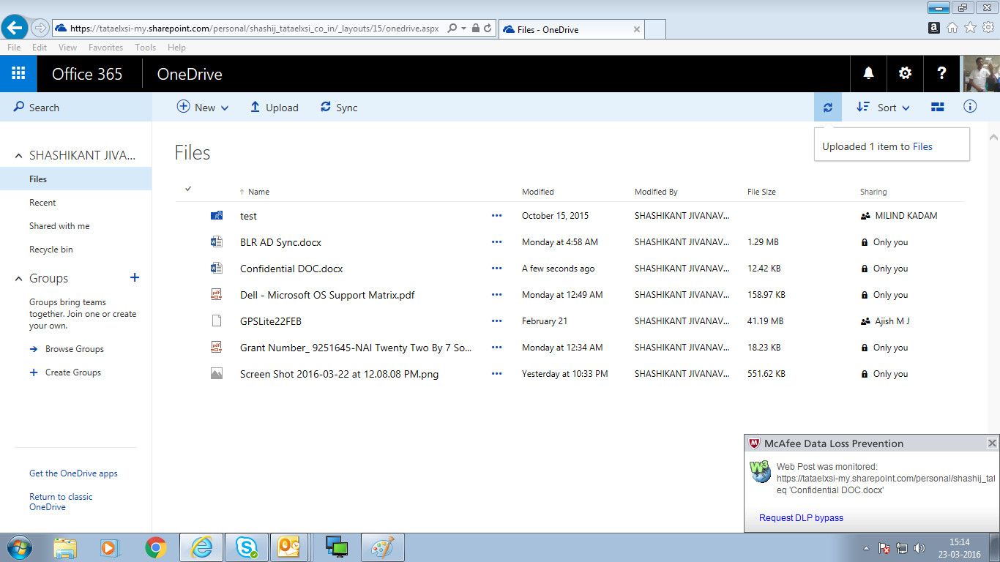 https://tataelxsi-my.sharepoint.com/personal/shashij_tataelxsi_co_in/_layouts/15/onedrive.aspx
Files - OneDrive
File Edit View Favorites Tools Help
Office 365 OneDrive
Search
New Upload Sync
Sort
Uploaded 1 item to Files
SHASHIKANT JIVA...
Files
Recent
Shared with me
Recycle bin
Groups
Groups bring teams
together. Join one or create
your own.
Browse Groups
Create Groups
Get the OneDrive apps
Return to classic
OneDrive
Files
Name Modified Modified By File Size Sharing
test October 15, 2015 SHASHIKANT JIVANAV... MILIND KADAM
BLR AD Sync.docx Monday at 4:58 AM SHASHIKANT JIVANAV... 1.29 MB Only you
Confidential DOC.docx A few seconds ago SHASHIKANT JIVANAV... 12.42 KB Only you
Dell - Microsoft OS Support Matrix.pdf Monday at 12:49 AM SHASHIKANT JIVANAV... 158.97 KB Only you
GPSLite22FEB February 21 SHASHIKANT JIVANAV... 41.19 MB Ajish M J
Grant Number_ 9251645-NAI Twenty Two By 7 So... Monday at 12:34 AM SHASHIKANT JIVANAV... 18.23 KB Only you
Screen Shot 2016-03-22 at 12.08.08 PM.png Yesterday at 10:33 PM SHASHIKANT JIVANAV... 551.62 KB Only you
McAfee Data Loss Prevention
Web Post was monitored:
https://tataelxsi-my.sharepoint.com/personal/shashij_tat
eq 'Confidential DOC.docx'
Request DLP bypass
15:14
23-03-2016